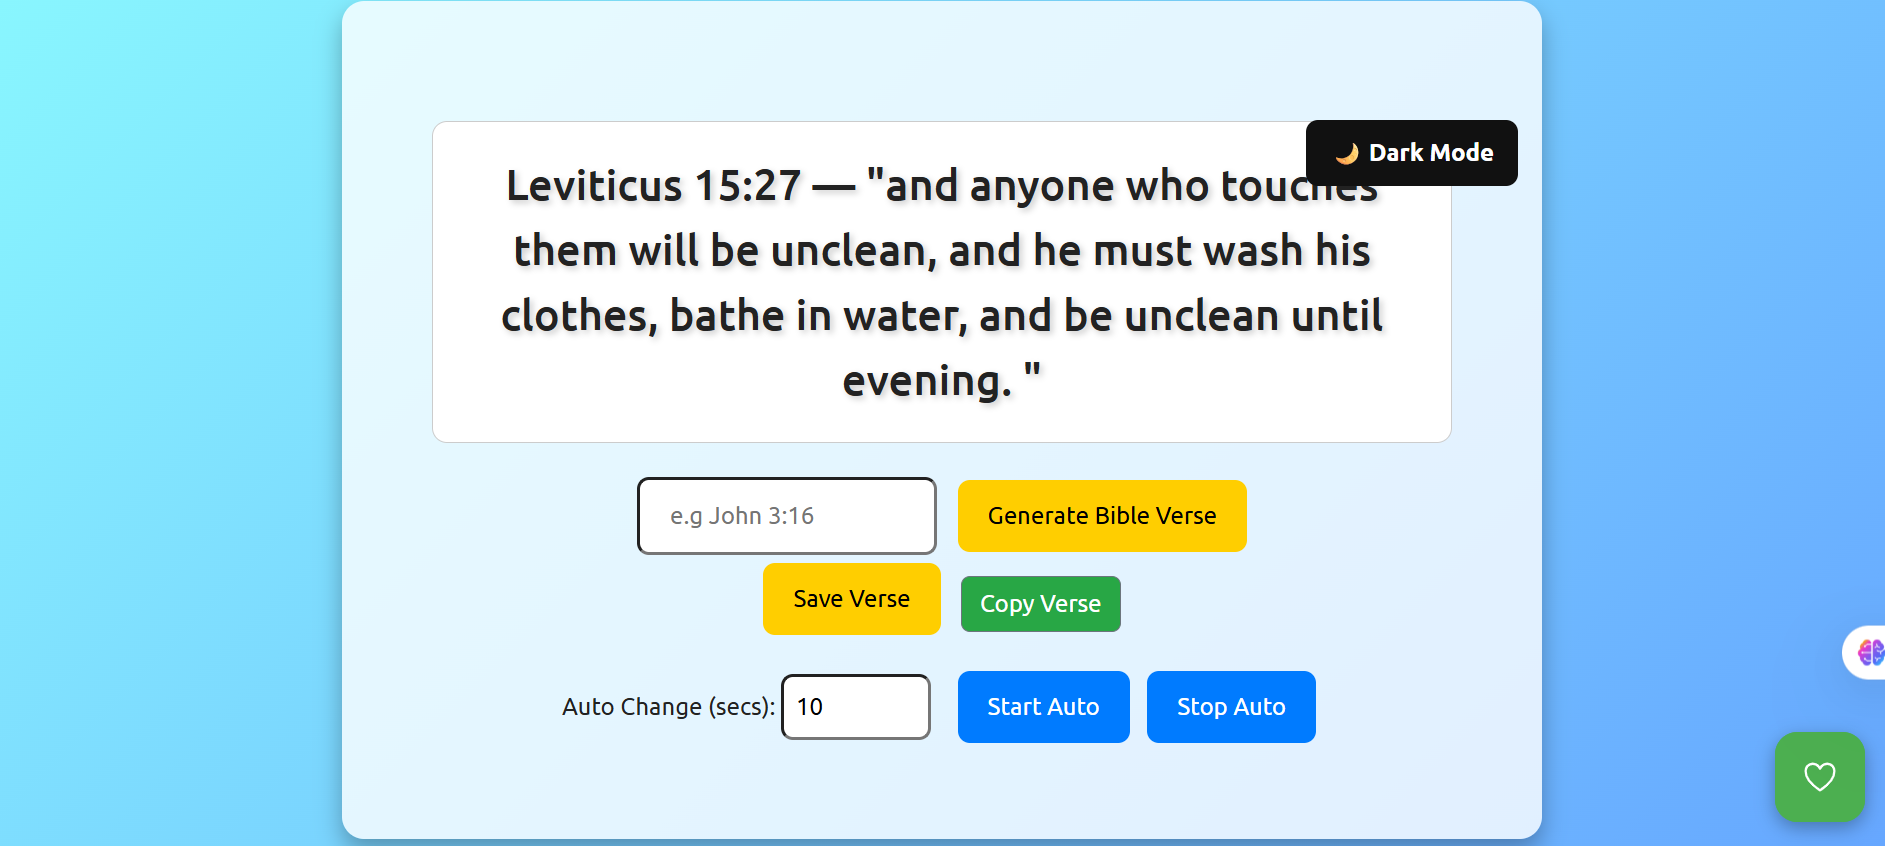 🌙 Dark Mode
Leviticus 15:27 — "and anyone who touches
them will be unclean, and he must wash his
clothes, bathe in water, and be unclean until
evening. "
e.g John 3:16
Generate Bible Verse
Save Verse
Copy Verse
Auto Change (secs):
10
Start Auto
Stop Auto